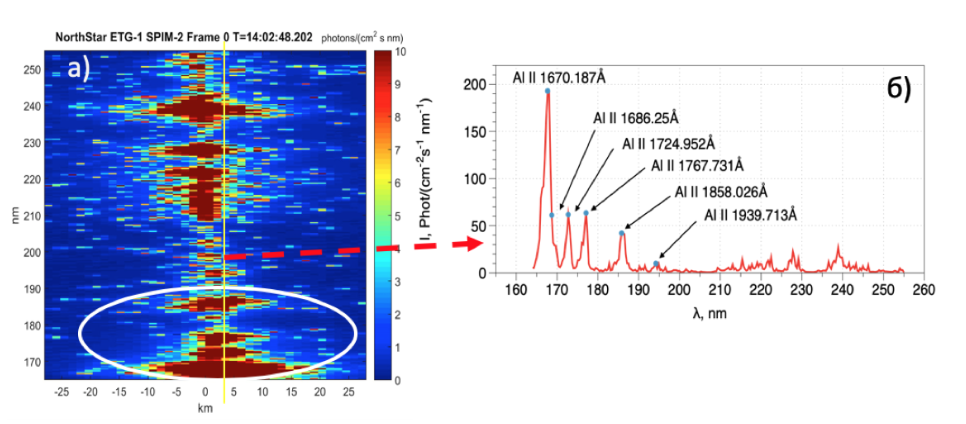 NorthStar ETG-1 SPIM-2 Frame 0 T=14:02:48.202 photons/(cm² s nm)
а)
nm
250
240
230
220
210
200
190
180
170
-25 -20 -15 -10 -5 0 5 10 15 20 25
km
10
9
8
7
6
5
4
3
2
1
0
I, Phot/(cm⁻²s⁻¹ nm⁻¹)
б)
Al II 1670.187Å
Al II 1686.25Å
Al II 1724.952Å
Al II 1767.731Å
Al II 1858.026Å
Al II 1939.713Å
200
150
100
50
0
160 170 180 190 200 210 220 230 240 250 260
λ, nm